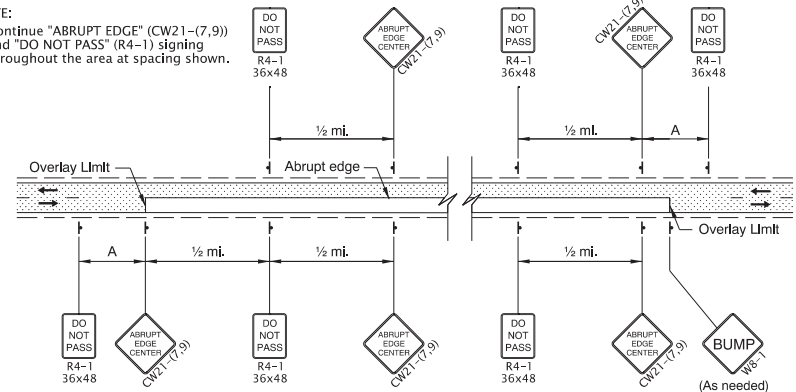 TE:
ontinue "ABRUPT EDGE" (CW21-(7,9))
nd "DO NOT PASS" (R4-1) signing
roughout the area at spacing shown.
DO
NOT
PASS
R4-1
36x48
ABRUPT
EDGE
CENTER
CW21-(7,9)
DO
NOT
PASS
R4-1
36x48
ABRUPT
EDGE
CENTER
CW21-(7,9)
DO
NOT
PASS
R4-1
36x48
½ mi.
½ mi.
A
Overlay Limit
Abrupt edge
Overlay Limit
A
½ mi.
½ mi.
½ mi.
DO
NOT
PASS
R4-1
36x48
ABRUPT
EDGE
CENTER
CW21-(7,9)
DO
NOT
PASS
R4-1
36x48
ABRUPT
EDGE
CENTER
CW21-(7,9)
DO
NOT
PASS
R4-1
36x48
ABRUPT
EDGE
CENTER
CW21-(7,9)
BUMP
W8-1
(As needed)